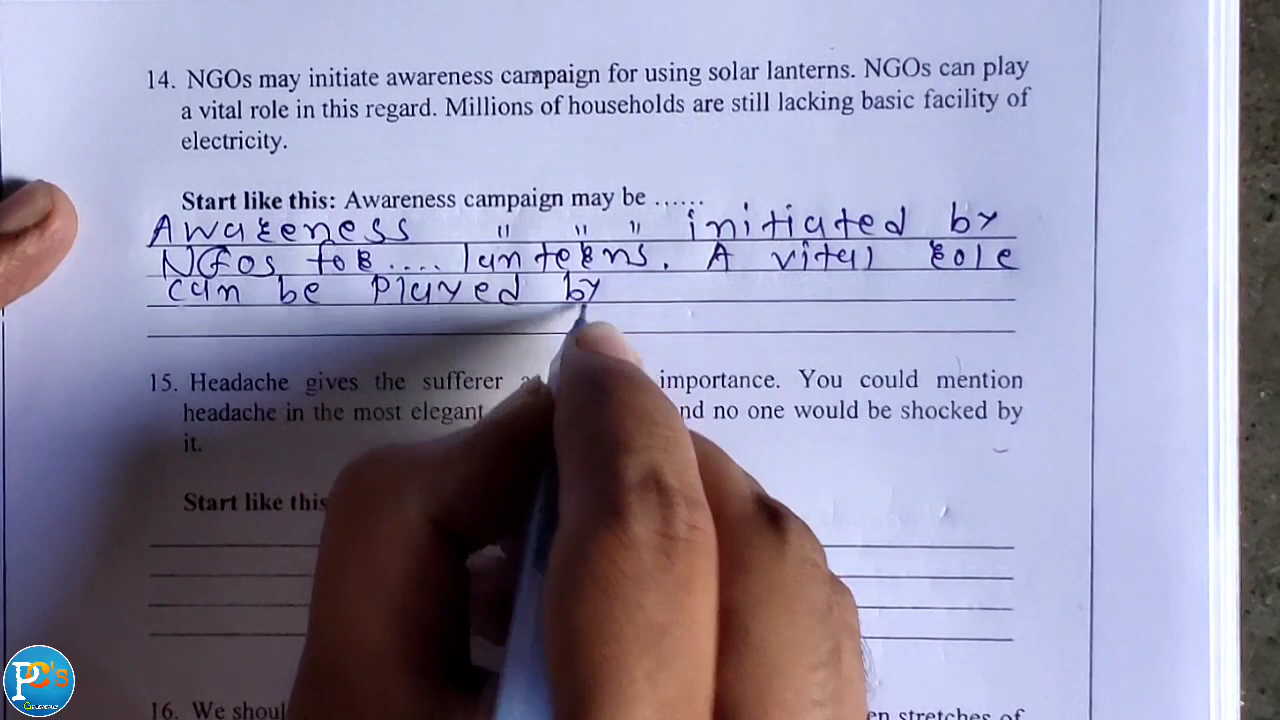 14. NGOs may initiate awareness campaign for using solar lanterns. NGOs can play
a vital role in this regard. Millions of households are still lacking basic facility of
electricity.
Start like this: Awareness campaign may be ......
Awareness " " " initiated by
NGOs for.... lanterns. A vital role
can be played by
15. Headache gives the sufferer importance. You could mention
headache in the most elegant no one would be shocked by
it.
Start like this
16. We stretches of
PC's